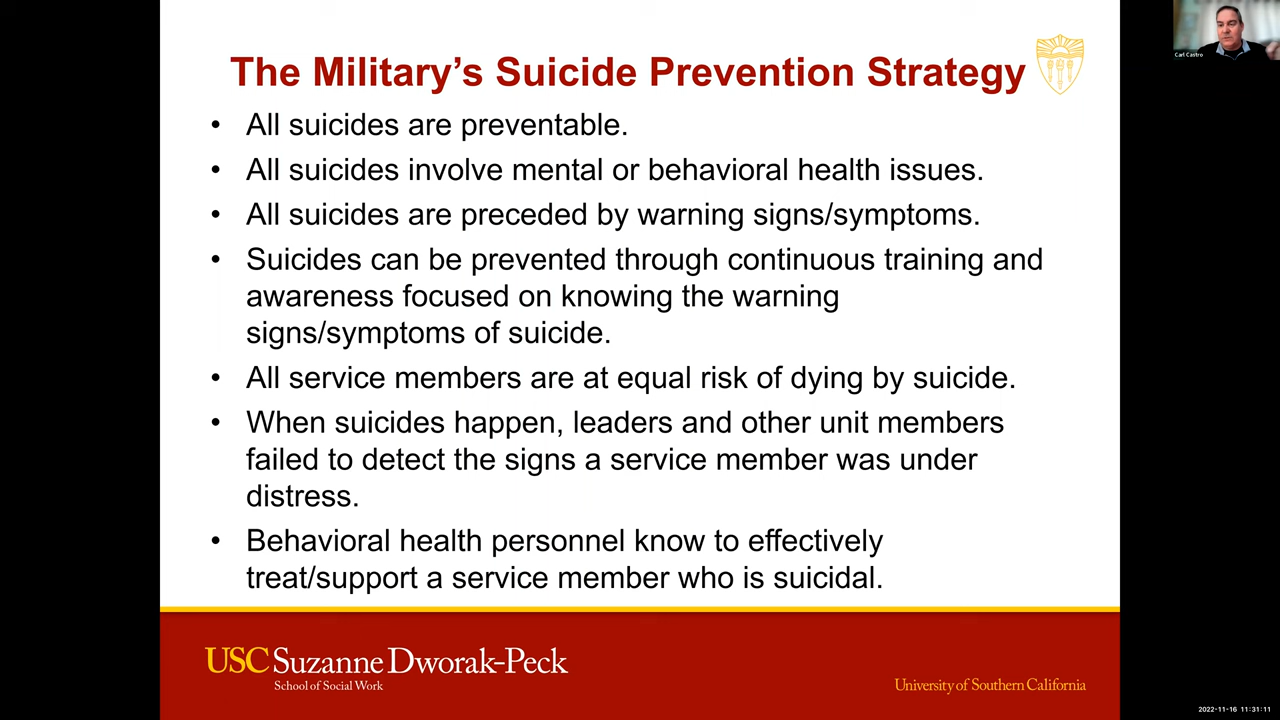 The Military's Suicide Prevention Strategy
• All suicides are preventable.
• All suicides involve mental or behavioral health issues.
• All suicides are preceded by warning signs/symptoms.
• Suicides can be prevented through continuous training and
awareness focused on knowing the warning
signs/symptoms of suicide.
• All service members are at equal risk of dying by suicide.
• When suicides happen, leaders and other unit members
failed to detect the signs a service member was under
distress.
• Behavioral health personnel know to effectively
treat/support a service member who is suicidal.
USC Suzanne Dworak-Peck
School of Social Work
University of Southern California
Carl Castro
2022-11-16 11:31:11